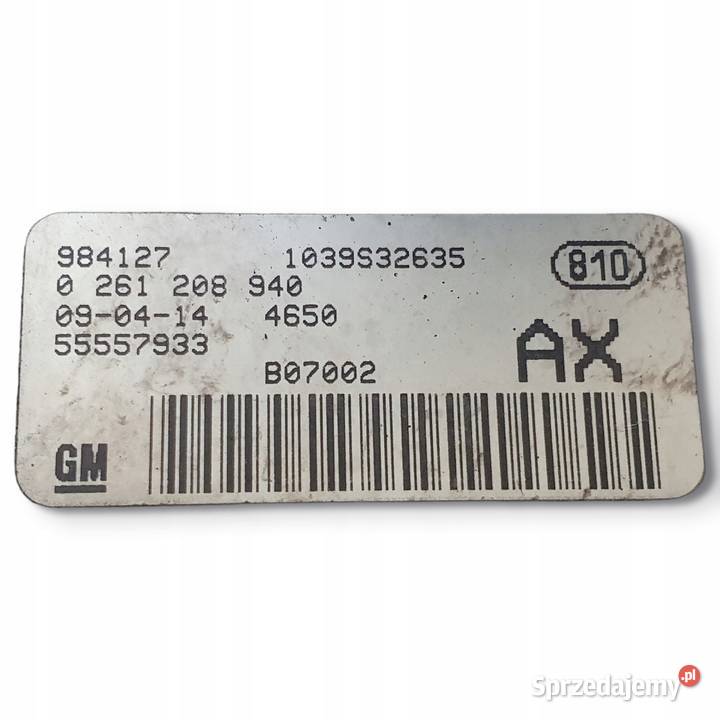 984127 1039S32635 810
0 261 208 940
09-04-14 4650
55557933 AX
B07002
GM
Sprzedajemy.pl